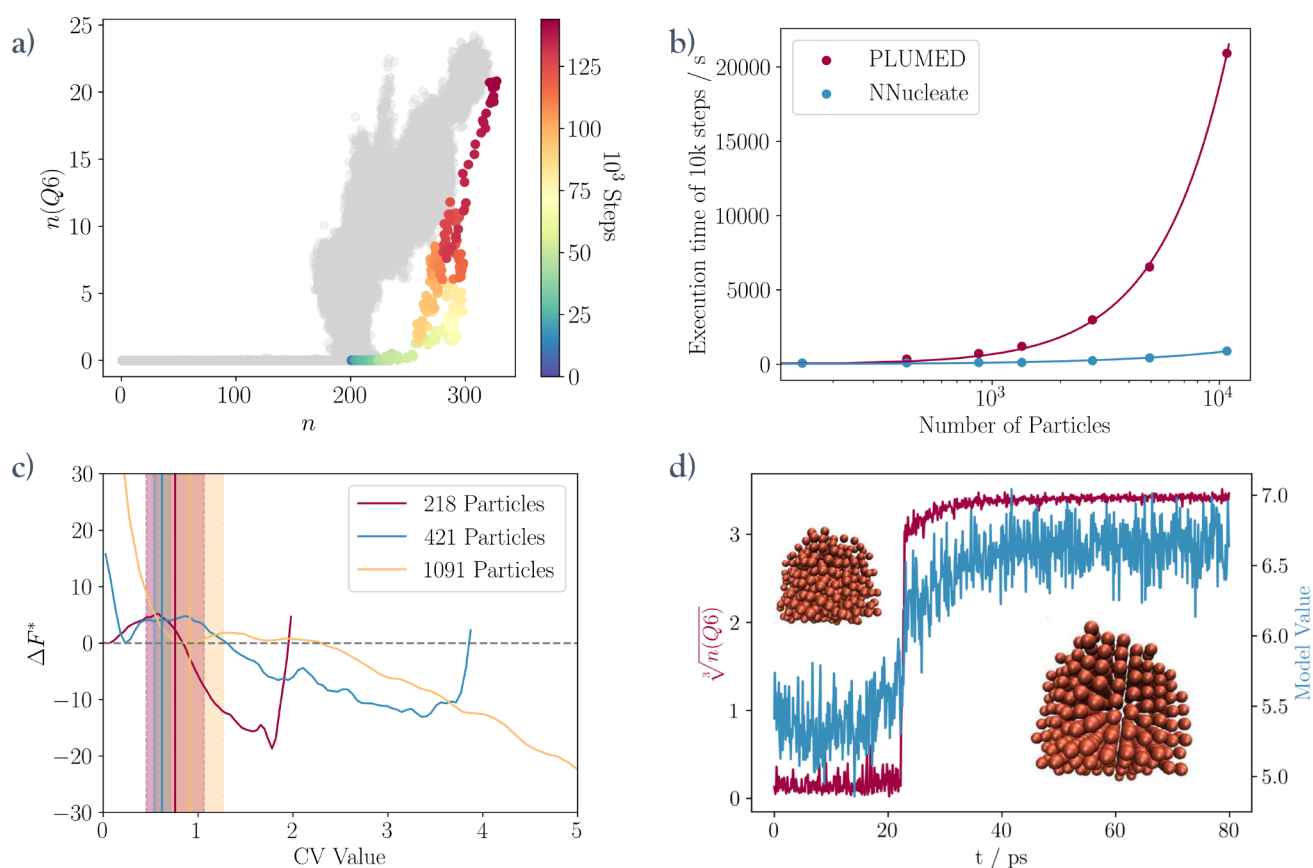 a)
25
20
15
10
5
0
n(Q6)
0
100
200
300
n
125
100
75
50
25
0
10³ Steps
b)
PLUMED
NNucleate
20000
15000
10000
5000
0
Execution time of 10k steps / s
10³
10⁴
Number of Particles
c)
30
20
10
0
−10
−20
−30
ΔF*
218 Particles
421 Particles
1091 Particles
0
1
2
3
4
5
CV Value
d)
3
2
1
0
∛n(Q6)
7.0
6.5
6.0
5.5
5.0
Model Value
0
20
40
60
80
t / ps